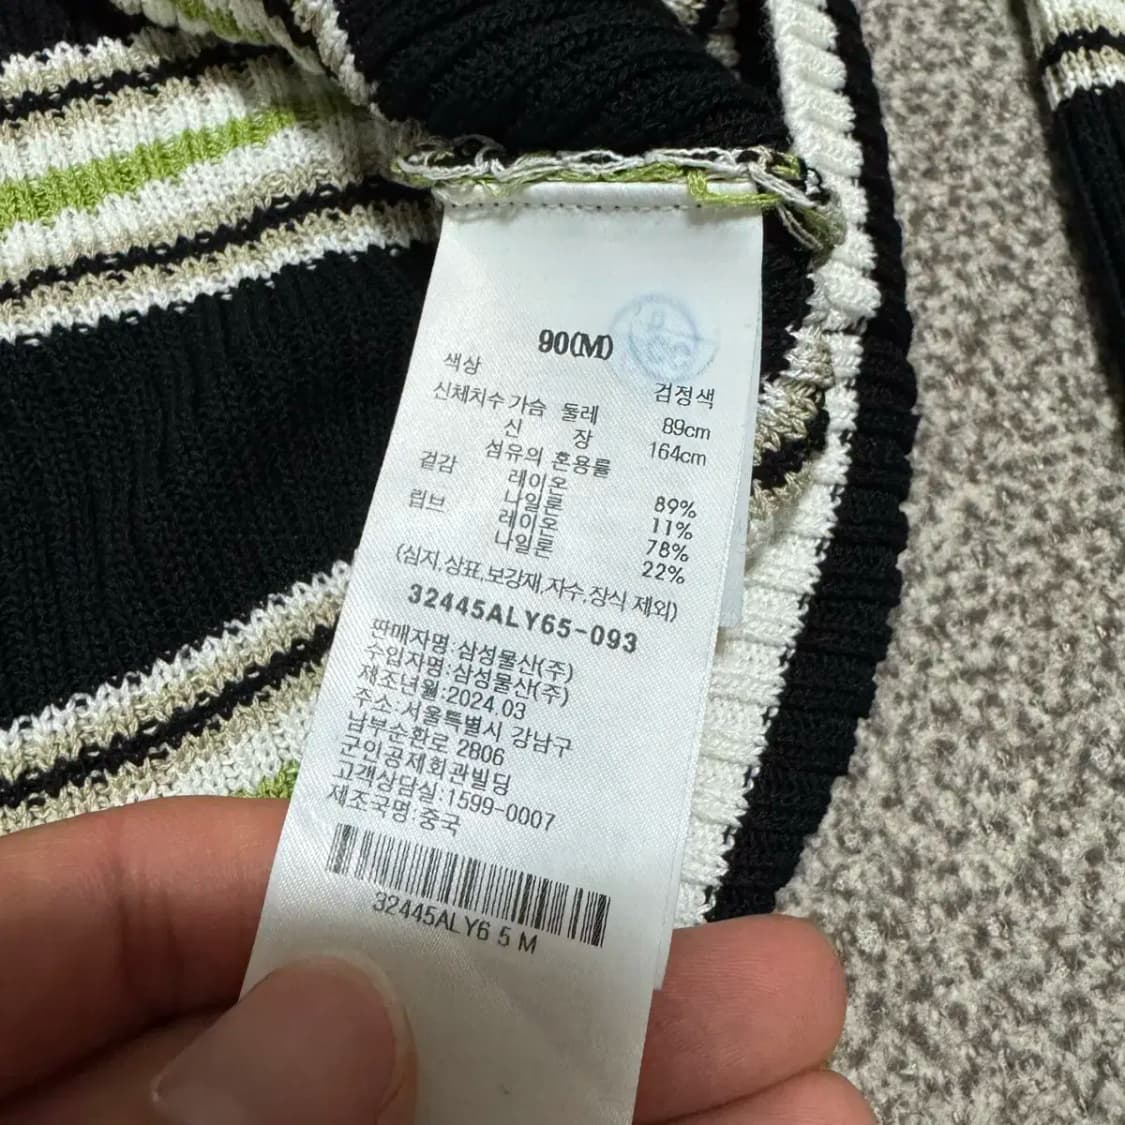 90(M)
색상 검정색
신체치수 가슴 둘레 89cm
신 장 164cm
섬유의 혼용률
겉감 레이온 89%
나일론 11%
립브 레이온 78%
나일론 22%
(심지,상표,보강재,자수,장식 제외)
32445ALY65-093
판매자명:삼성물산(주)
수입자명:삼성물산(주)
제조년월:2024.03
주소:서울특별시 강남구
남부순환로 2806
군인공제회관빌딩
고객상담실:1599-0007
제조국명:중국
32445ALY6 5 M